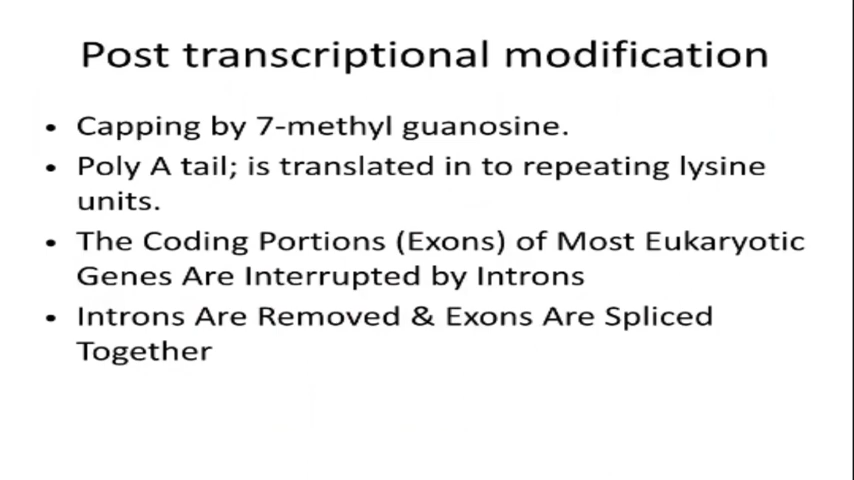 Post transcriptional modification
• Capping by 7-methyl guanosine.
• Poly A tail; is translated in to repeating lysine
units.
• The Coding Portions (Exons) of Most Eukaryotic
Genes Are Interrupted by Introns
• Introns Are Removed & Exons Are Spliced
Together